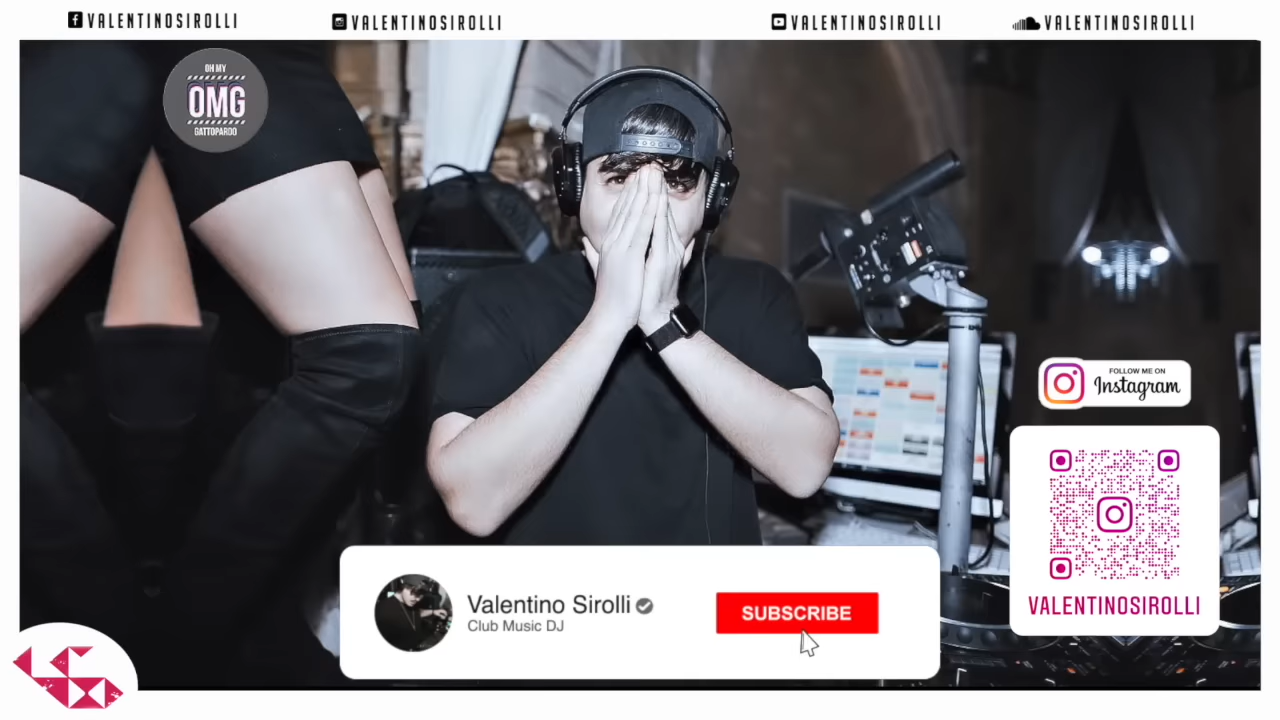 VALENTINOSIROLLI
VALENTINOSIROLLI
VALENTINOSIROLLI
VALENTINOSIROLLI
OH MY
OMG
GATTOPARDO
FOLLOW ME ON
Instagram
VALENTINOSIROLLI
Valentino Sirolli
Club Music DJ
SUBSCRIBE